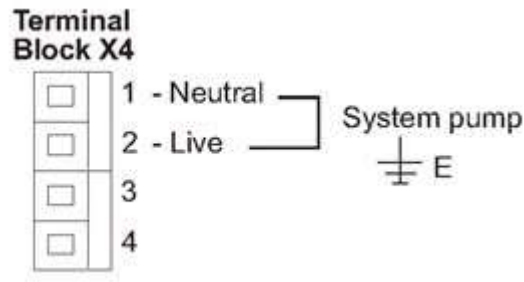 Terminal
Block X4
1 - Neutral
2 - Live
System pump
E
3
4